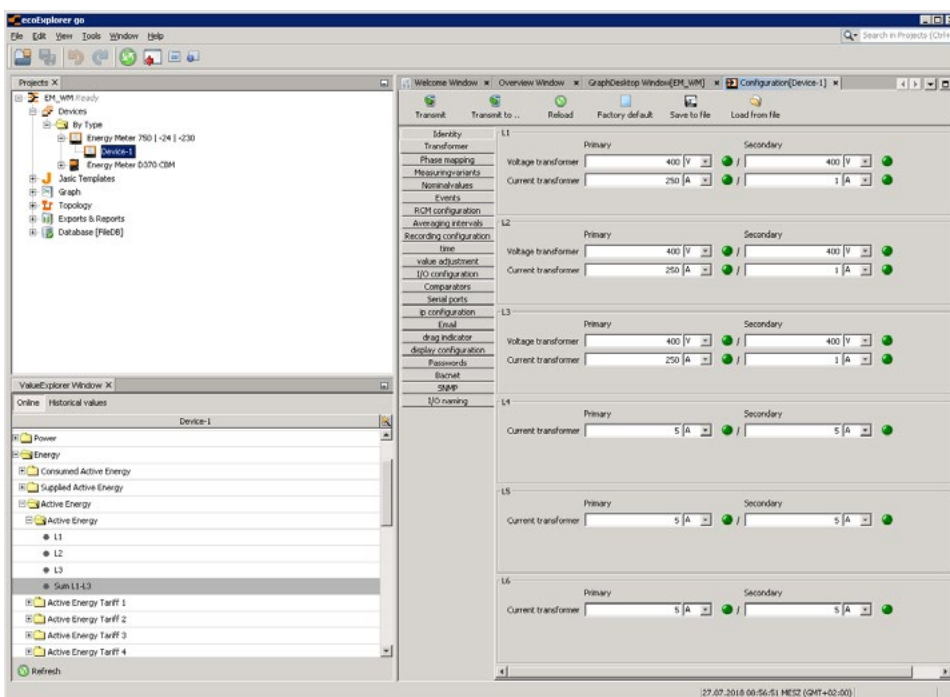 ecoExplorer go
File Edit View Tools Window Help
Search in Projects (Ctrl+
Projects
EM_WM Ready
Devices
By Type
Energy Meter 750 | -24 | -230
Device-1
Energy Meter D370-CBM
Jasic Templates
Graph
Topology
Exports & Reports
Database [FileDB]
ValueExplorer Window
Online Historical values
Device-1
Power
Energy
Consumed Active Energy
Supplied Active Energy
Active Energy
Active Energy
L1
L2
L3
Sum L1-L3
Active Energy Tariff 1
Active Energy Tariff 2
Active Energy Tariff 3
Active Energy Tariff 4
Refresh
Welcome Window Overview Window GraphDesktop Window[EM_WM] Configuration[Device-1]
Transmit Transmit to .. Reload Factory default Save to file Load from file
Identity
Transformer
Phase mapping
Measuringvariants
Nominalvalues
Events
RCM configuration
Averaging intervals
Recording configuration
time
value adjustment
I/O configuration
Comparators
Serial ports
ip configuration
Email
drag indicator
display configuration
Passwords
Bacnet
SNMP
I/O naming
L1
Primary Secondary
Voltage transformer 400 V / 400 V
Current transformer 250 A / 1 A
L2
Primary Secondary
Voltage transformer 400 V / 400 V
Current transformer 250 A / 1 A
L3
Primary Secondary
Voltage transformer 400 V / 400 V
Current transformer 250 A / 1 A
L4
Primary Secondary
Current transformer 5 A / 5 A
L5
Primary Secondary
Current transformer 5 A / 5 A
L6
Primary Secondary
Current transformer 5 A / 5 A
27.07.2018 08:56:51 MESZ (GMT+02:00)